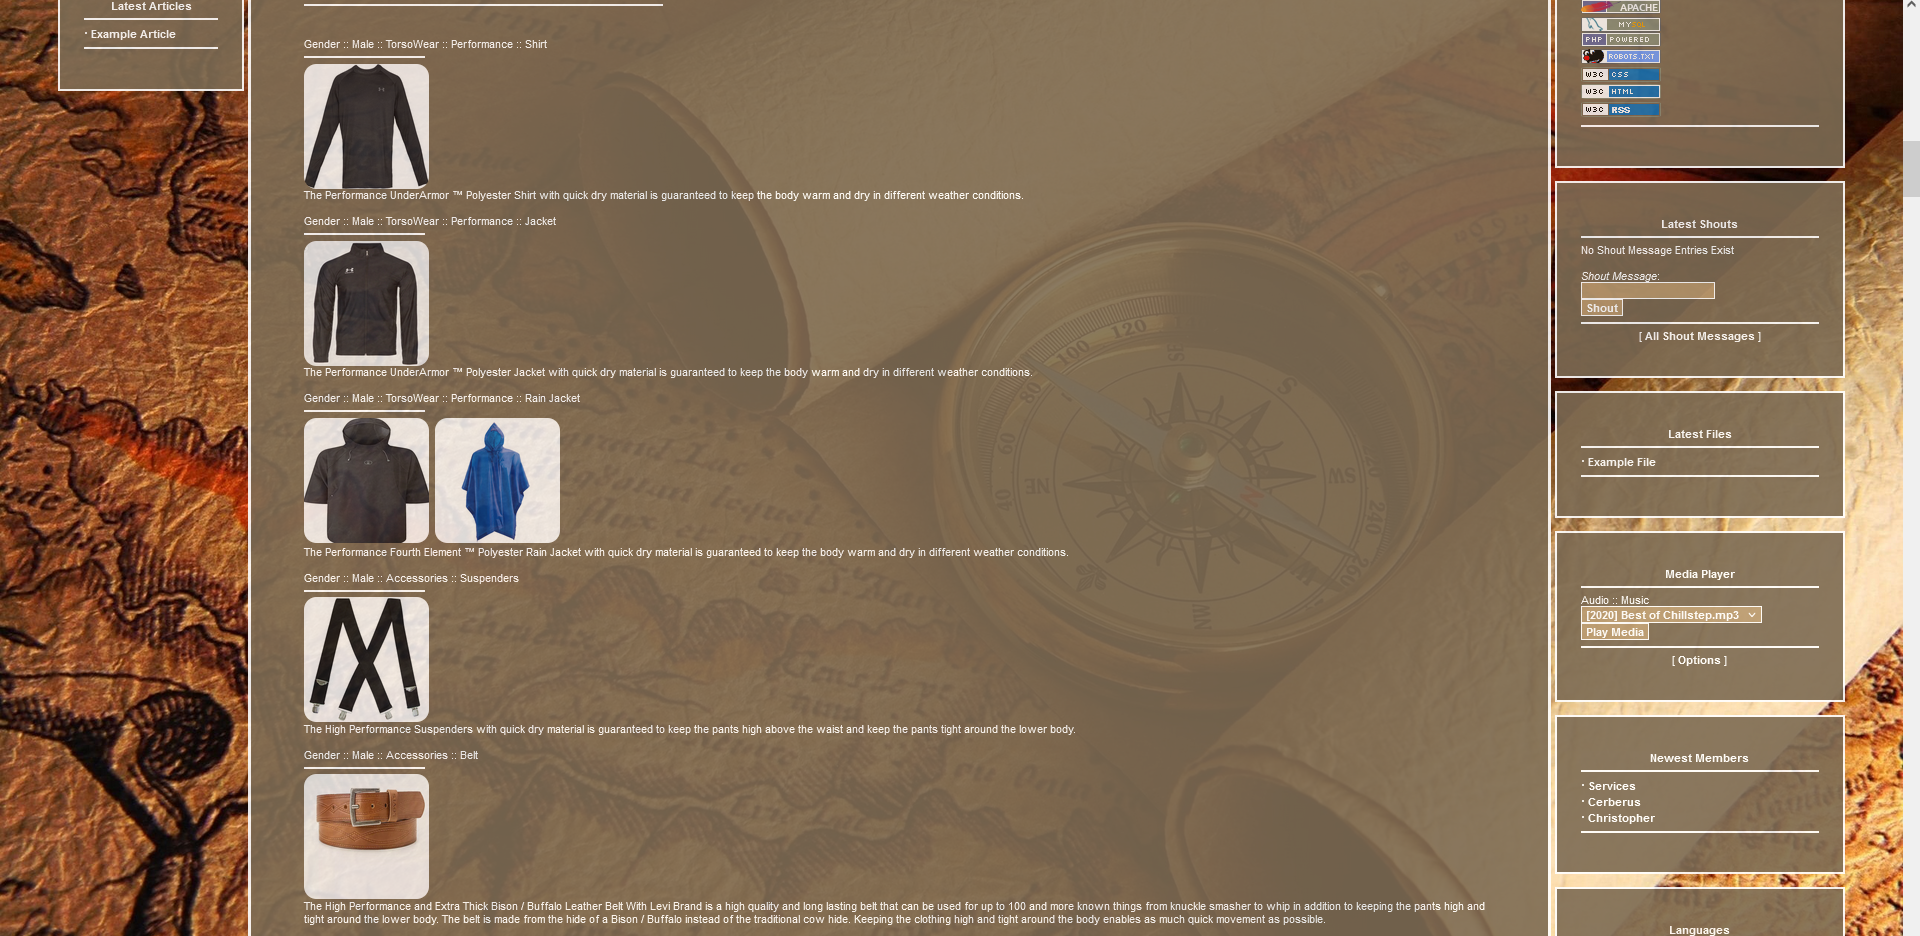 Latest Articles
· Example Article
Gender :: Male :: TorsoWear :: Performance :: Shirt
The Performance UnderArmor ™ Polyester Shirt with quick dry material is guaranteed to keep the body warm and dry in different weather conditions.
Gender :: Male :: TorsoWear :: Performance :: Jacket
The Performance UnderArmor ™ Polyester Jacket with quick dry material is guaranteed to keep the body warm and dry in different weather conditions.
Gender :: Male :: TorsoWear :: Performance :: Rain Jacket
The Performance Fourth Element ™ Polyester Rain Jacket with quick dry material is guaranteed to keep the body warm and dry in different weather conditions.
Gender :: Male :: Accessories :: Suspenders
The High Performance Suspenders with quick dry material is guaranteed to keep the pants high above the waist and keep the pants tight around the lower body.
Gender :: Male :: Accessories :: Belt
The High Performance and Extra Thick Bison / Buffalo Leather Belt With Levi Brand is a high quality and long lasting belt that can be used for up to 100 and more known things from knuckle smasher to whip in addition to keeping the pants high and
tight around the lower body. The belt is made from the hide of a Bison / Buffalo instead of the traditional cow hide. Keeping the clothing high and tight around the body enables as much quick movement as possible.
120
100
80
60
40
NE
SE
S
SW
WS
240
260
NW
APACHE
MYSQL
PHP POWERED
ROBOTS.TXT
W3C CSS
W3C HTML
W3C RSS
Latest Shouts
No Shout Message Entries Exist
Shout Message:
Shout
[ All Shout Messages ]
Latest Files
· Example File
Media Player
Audio :: Music
[2020] Best of Chillstep.mp3
Play Media
[ Options ]
Newest Members
· Services
· Cerberus
· Christopher
Languages